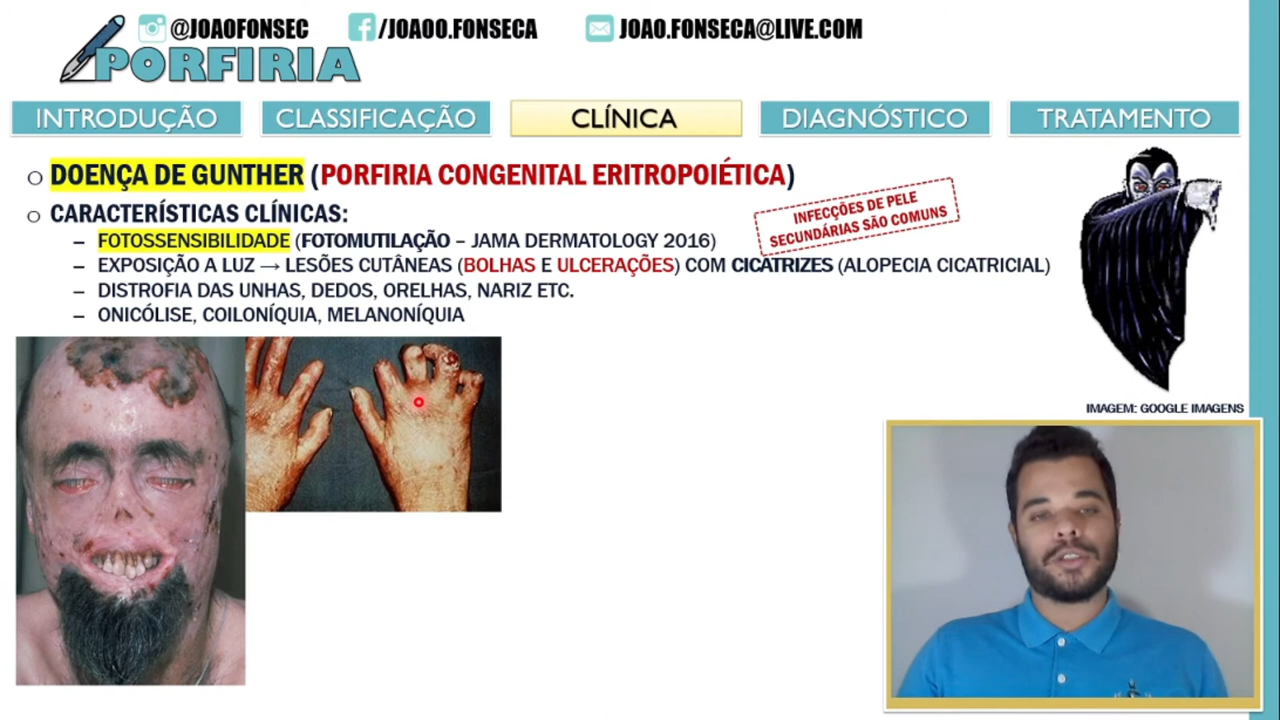 @JOAOFONSEC
/JOAOO.FONSECA
JOAO.FONSECA@LIVE.COM
PORFIRIA
INTRODUÇÃO
CLASSIFICAÇÃO
CLÍNICA
DIAGNÓSTICO
TRATAMENTO
DOENÇA DE GUNTHER (PORFIRIA CONGENITAL ERITROPOIÉTICA)
CARACTERÍSTICAS CLÍNICAS:
INFECÇÕES DE PELE
SECUNDÁRIAS SÃO COMUNS
– FOTOSSENSIBILIDADE (FOTOMUTILAÇÃO – JAMA DERMATOLOGY 2016)
– EXPOSIÇÃO A LUZ → LESÕES CUTÂNEAS (BOLHAS E ULCERAÇÕES) COM CICATRIZES (ALOPECIA CICATRICIAL)
– DISTROFIA DAS UNHAS, DEDOS, ORELHAS, NARIZ ETC.
– ONICÓLISE, COILONÍQUIA, MELANONÍQUIA
IMAGEM: GOOGLE IMAGENS